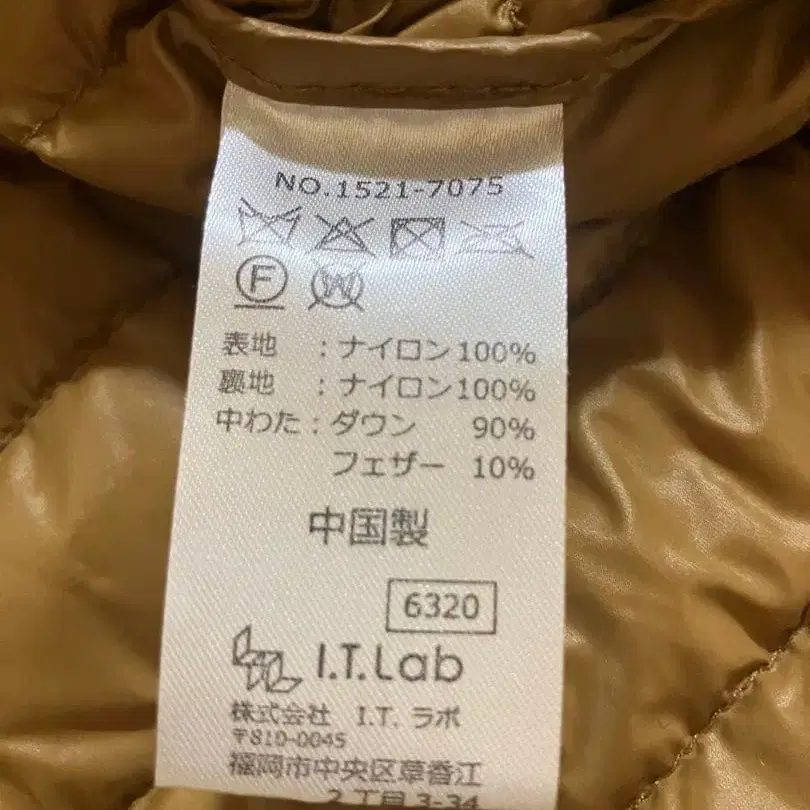 NO.1521-7075
F
W
表地 :ナイロン100%
裏地 :ナイロン100%
中わた:ダウン 90%
フェザー 10%
中国製
6320
I.T.Lab
株式会社 I.T. ラボ
〒810-0045
福岡市中央区草香江
2丁目3-34